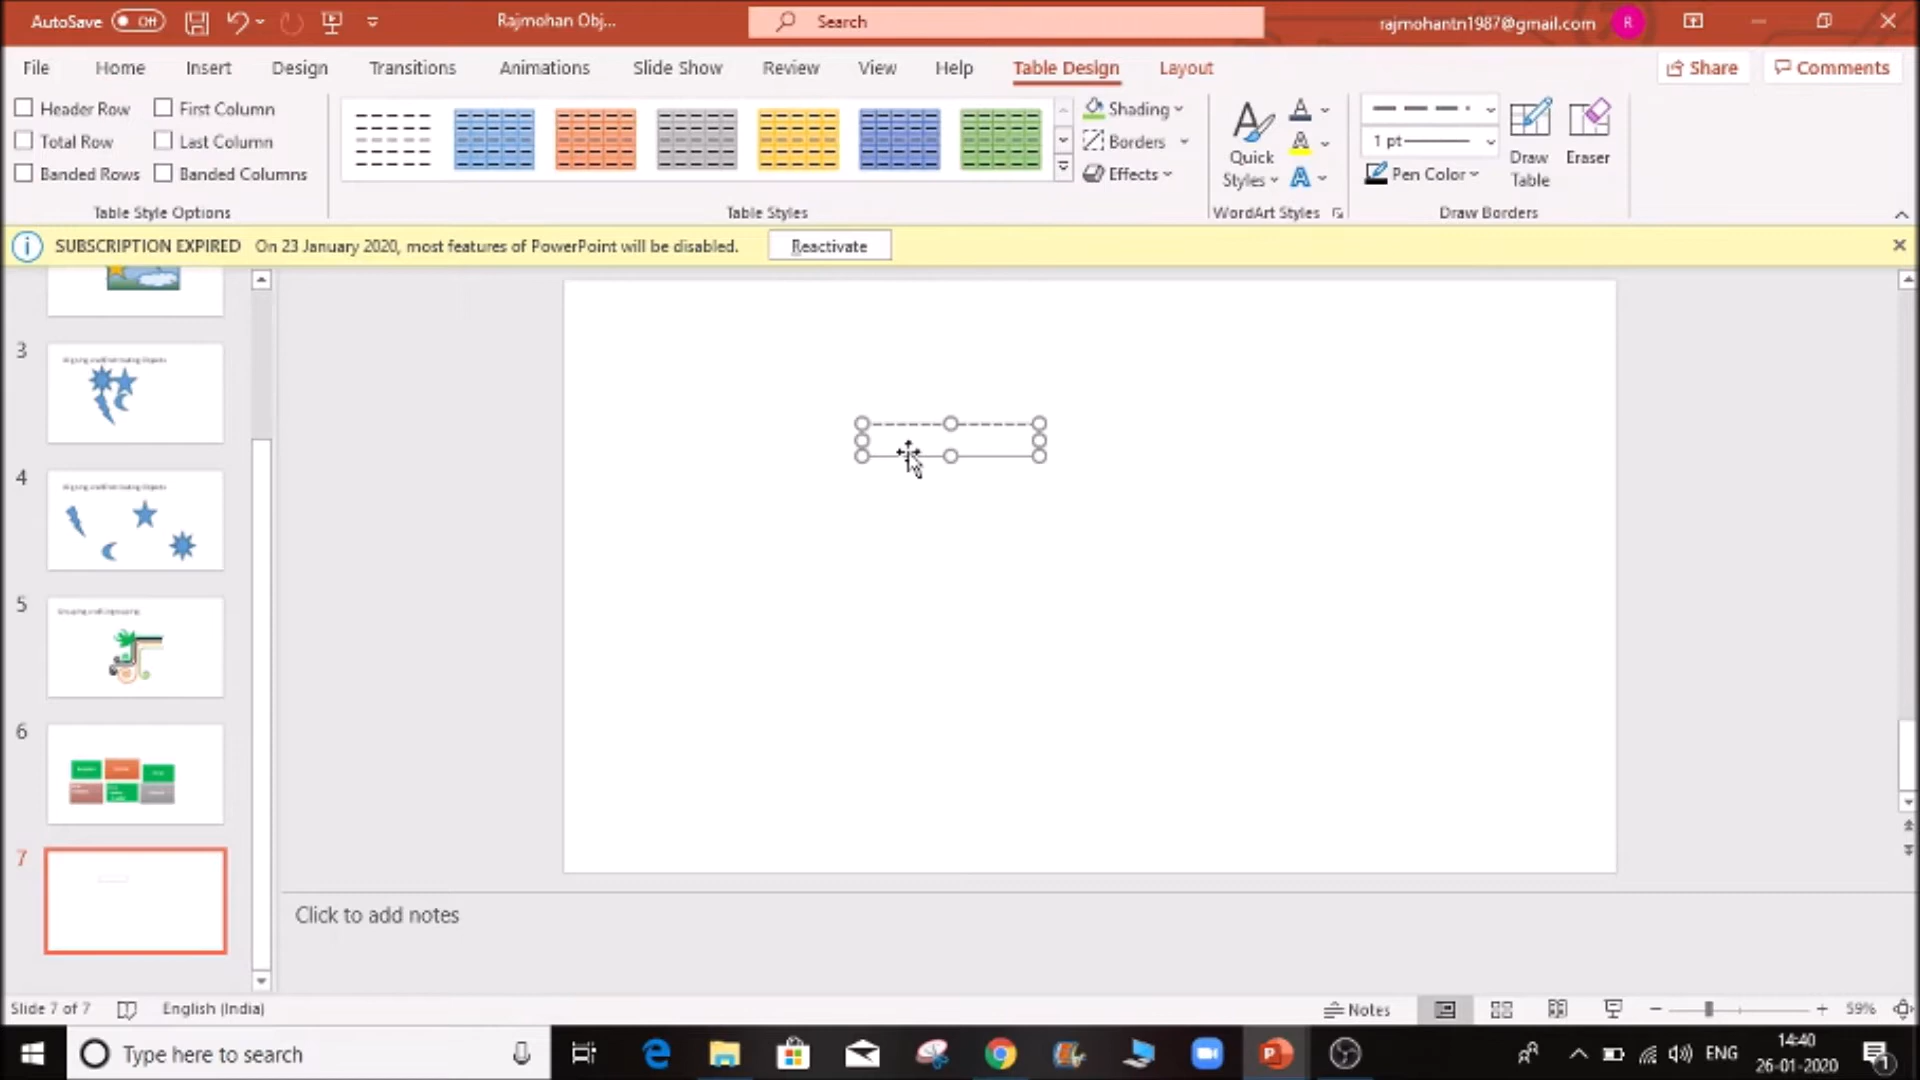 AutoSave Off Rajmohan Obj... Search rajmohantn1987@gmail.com R
File Home Insert Design Transitions Animations Slide Show Review View Help Table Design Layout Share Comments
Header Row First Column Shading
Total Row Last Column Borders 1 pt
Banded Rows Banded Columns Effects Quick Styles Pen Color Draw Table Eraser
Table Style Options Table Styles WordArt Styles Draw Borders
SUBSCRIPTION EXPIRED On 23 January 2020, most features of PowerPoint will be disabled. Reactivate
3
4
5
6
7
Click to add notes
Slide 7 of 7 English (India) Notes 59%
Type here to search ENG 14:40
26-01-2020
1